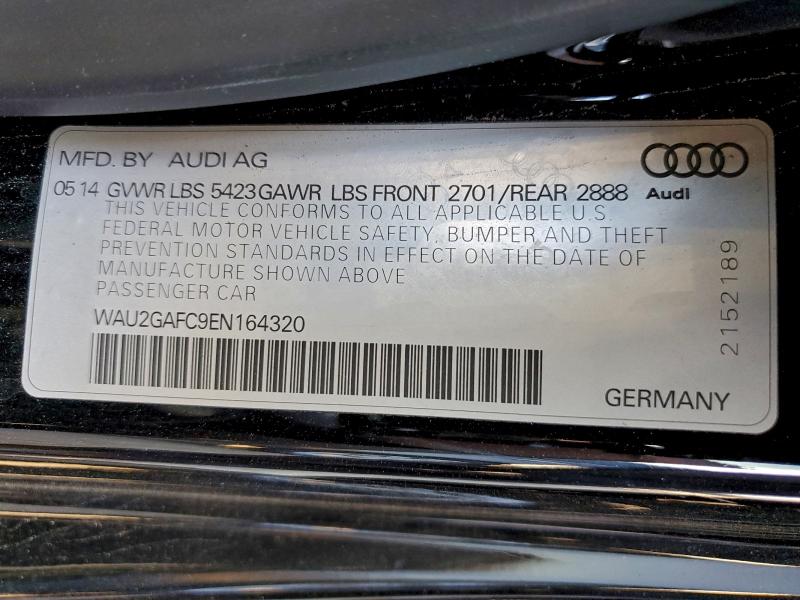 MFD. BY AUDI AG
05 14 GVWR LBS 5423 GAWR LBS FRONT 2701/REAR 2888
Audi
THIS VEHICLE CONFORMS TO ALL APPLICABLE U.S.
FEDERAL MOTOR VEHICLE SAFETY, BUMPER AND THEFT
PREVENTION STANDARDS IN EFFECT ON THE DATE OF
MANUFACTURE SHOWN ABOVE
PASSENGER CAR
WAU2GAFC9EN164320
2152189
GERMANY